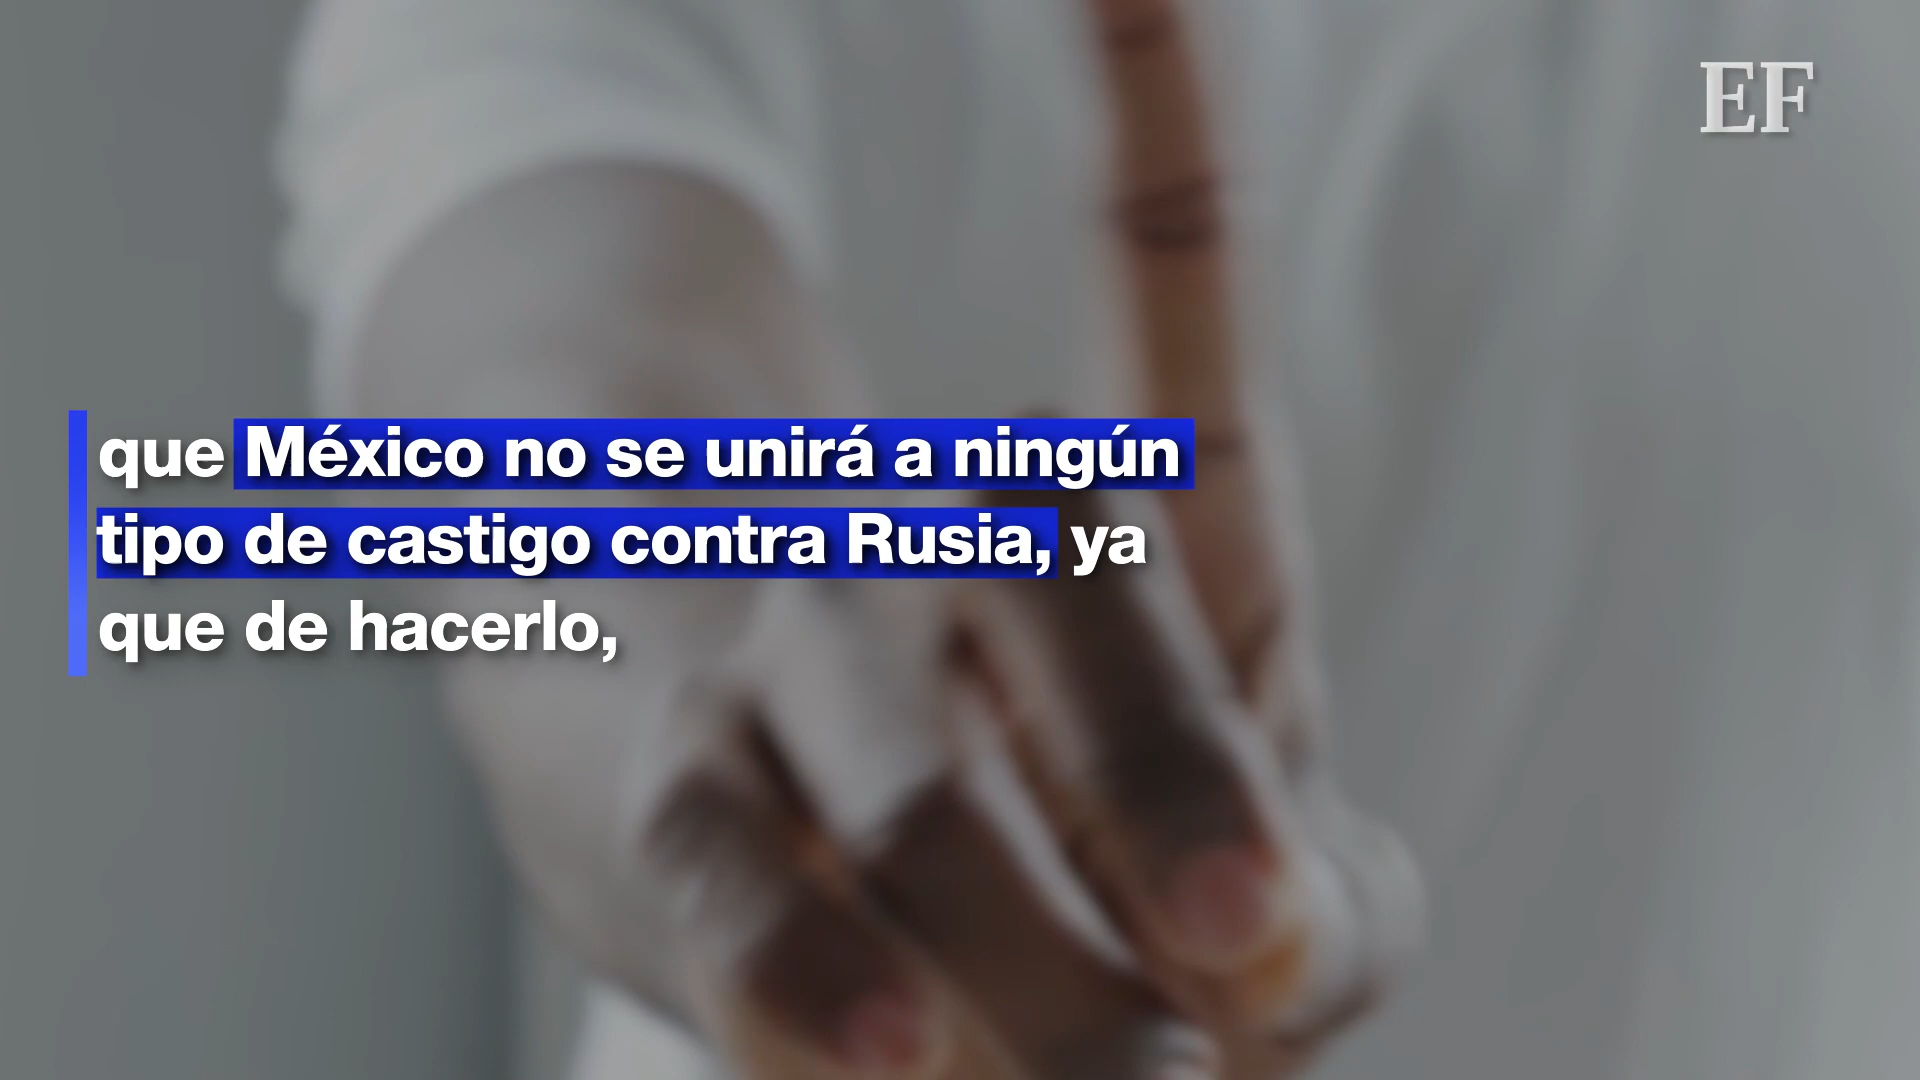 EF
que México no se unirá a ningún
tipo de castigo contra Rusia, ya
que de hacerlo,